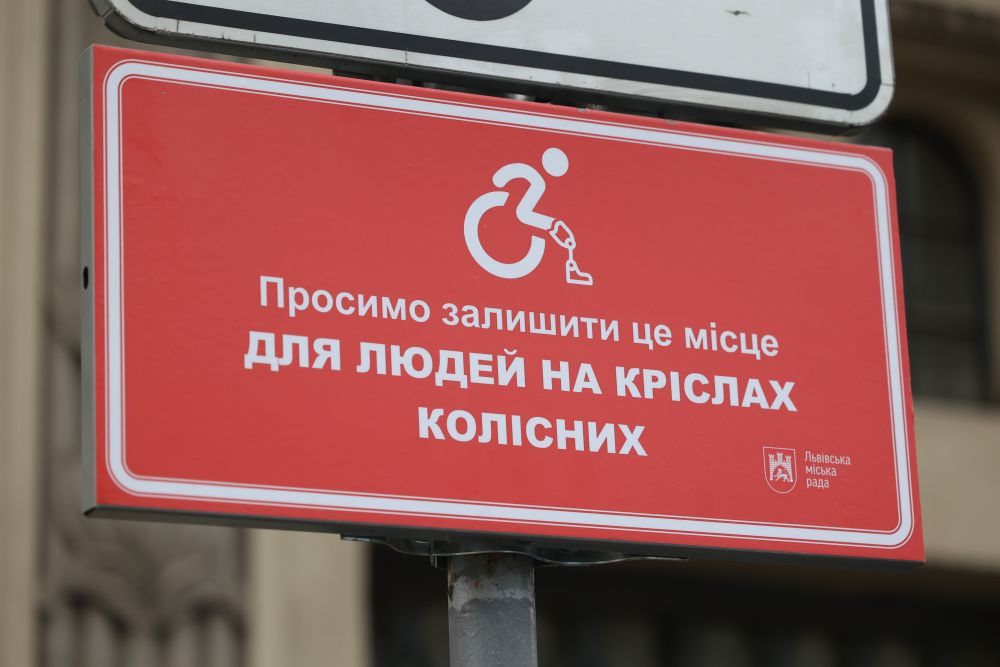 Просимо залишити це місце
ДЛЯ ЛЮДЕЙ НА КРІСЛАХ
КОЛІСНИХ
Львівська
міська
рада